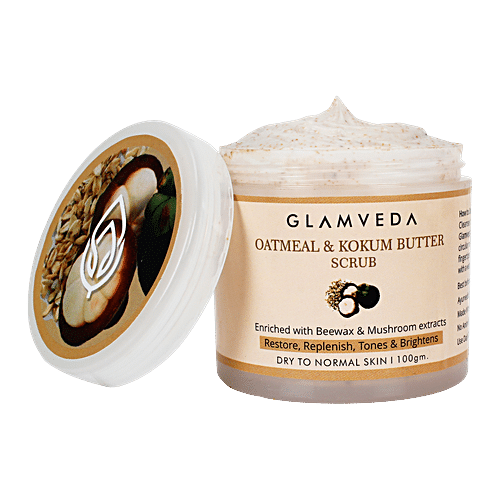 GLAMVEDA
OATMEAL & KOKUM BUTTER
SCRUB
Enriched with Beewax & Mushroom extracts
Restore, Replenish, Tones & Brightens
DRY TO NORMAL SKIN | 100gm.